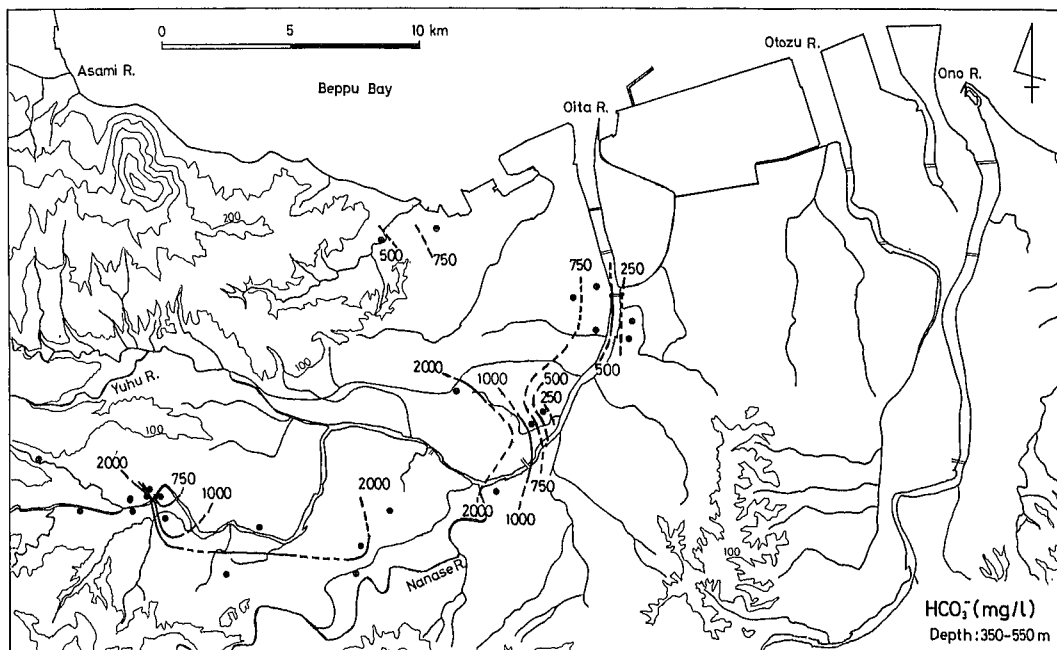 0 5 10 km
Asami R.
Beppu Bay
Oita R.
Otozu R.
Ono R.
200
500
750
750
250
100
500
Yuhu R.
2000
1000
500
250
100
2000
750
1000
2000
2000
1000
750
100
Nanase R.
HCO₃⁻ (mg/l)
Depth : 350-550 m